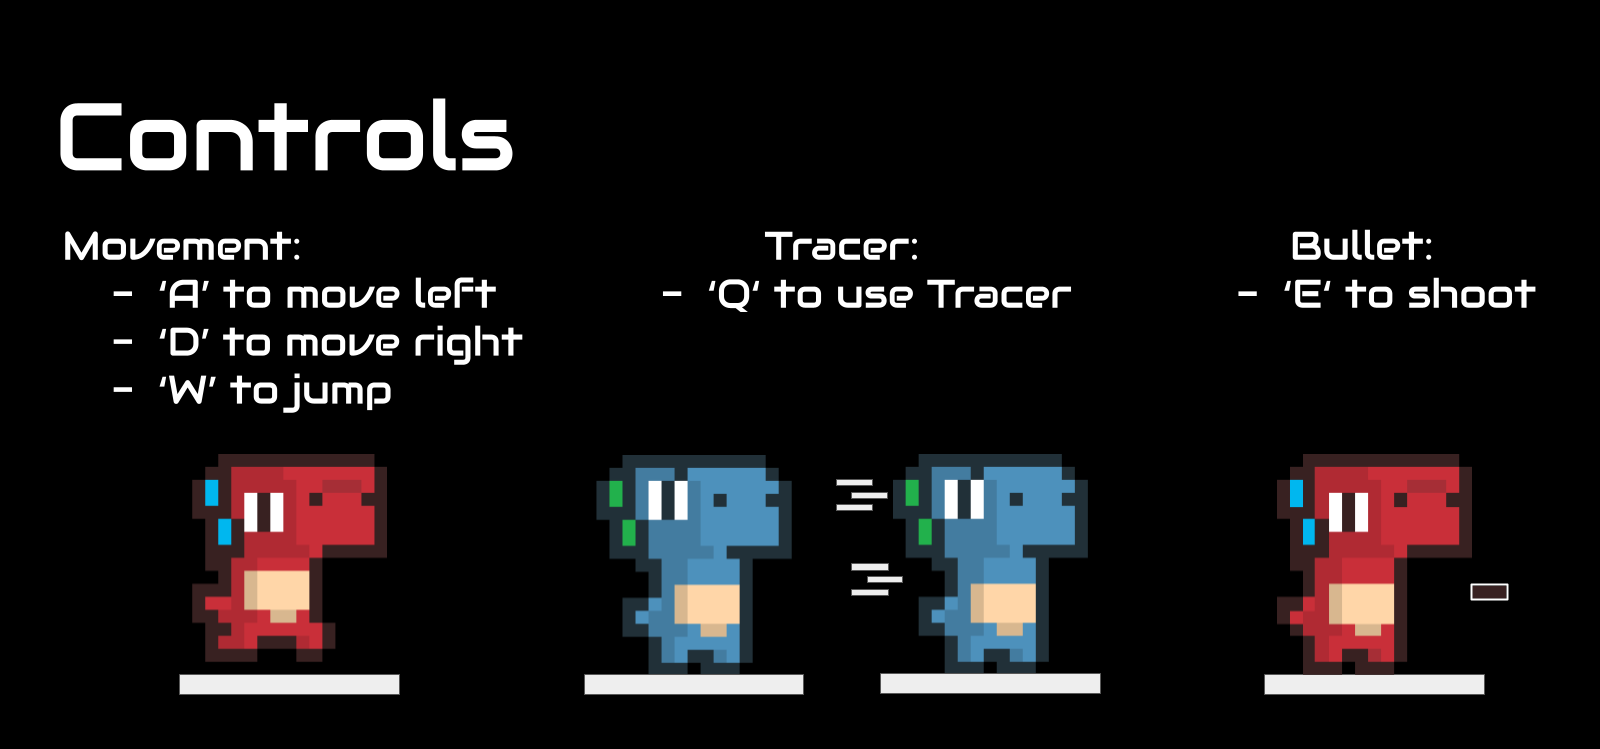 Controls
Movement:
- ‘A’ to move left
- ‘D’ to move right
- ‘W’ to jump
Tracer:
- ‘Q‘ to use Tracer
Bullet:
- ‘E‘ to shoot